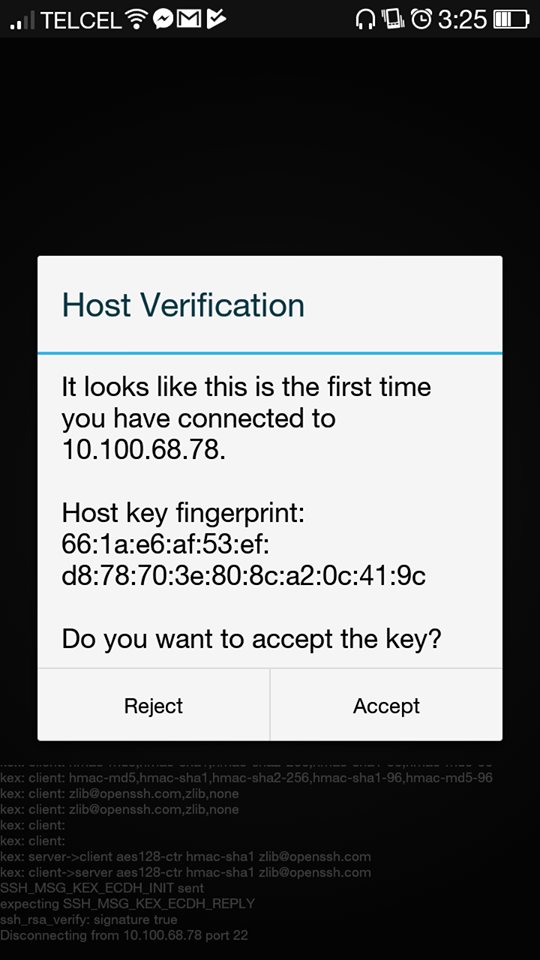 TELCEL 3:25
Host Verification
It looks like this is the first time
you have connected to
10.100.68.78.
Host key fingerprint:
66:1a:e6:af:53:ef:
d8:78:70:3e:80:8c:a2:0c:41:9c
Do you want to accept the key?
Reject Accept
kex: client: hmac-md5,hmac-sha1,hmac-sha2-256,hmac-sha1-96,hmac-md5-96
kex: client: zlib@openssh.com,zlib,none
kex: client: zlib@openssh.com,zlib,none
kex: client:
kex: client:
kex: server->client aes128-ctr hmac-sha1 zlib@openssh.com
kex: client->server aes128-ctr hmac-sha1 zlib@openssh.com
SSH_MSG_KEX_ECDH_INIT sent
expecting SSH_MSG_KEX_ECDH_REPLY
ssh_rsa_verify: signature true
Disconnecting from 10.100.68.78 port 22